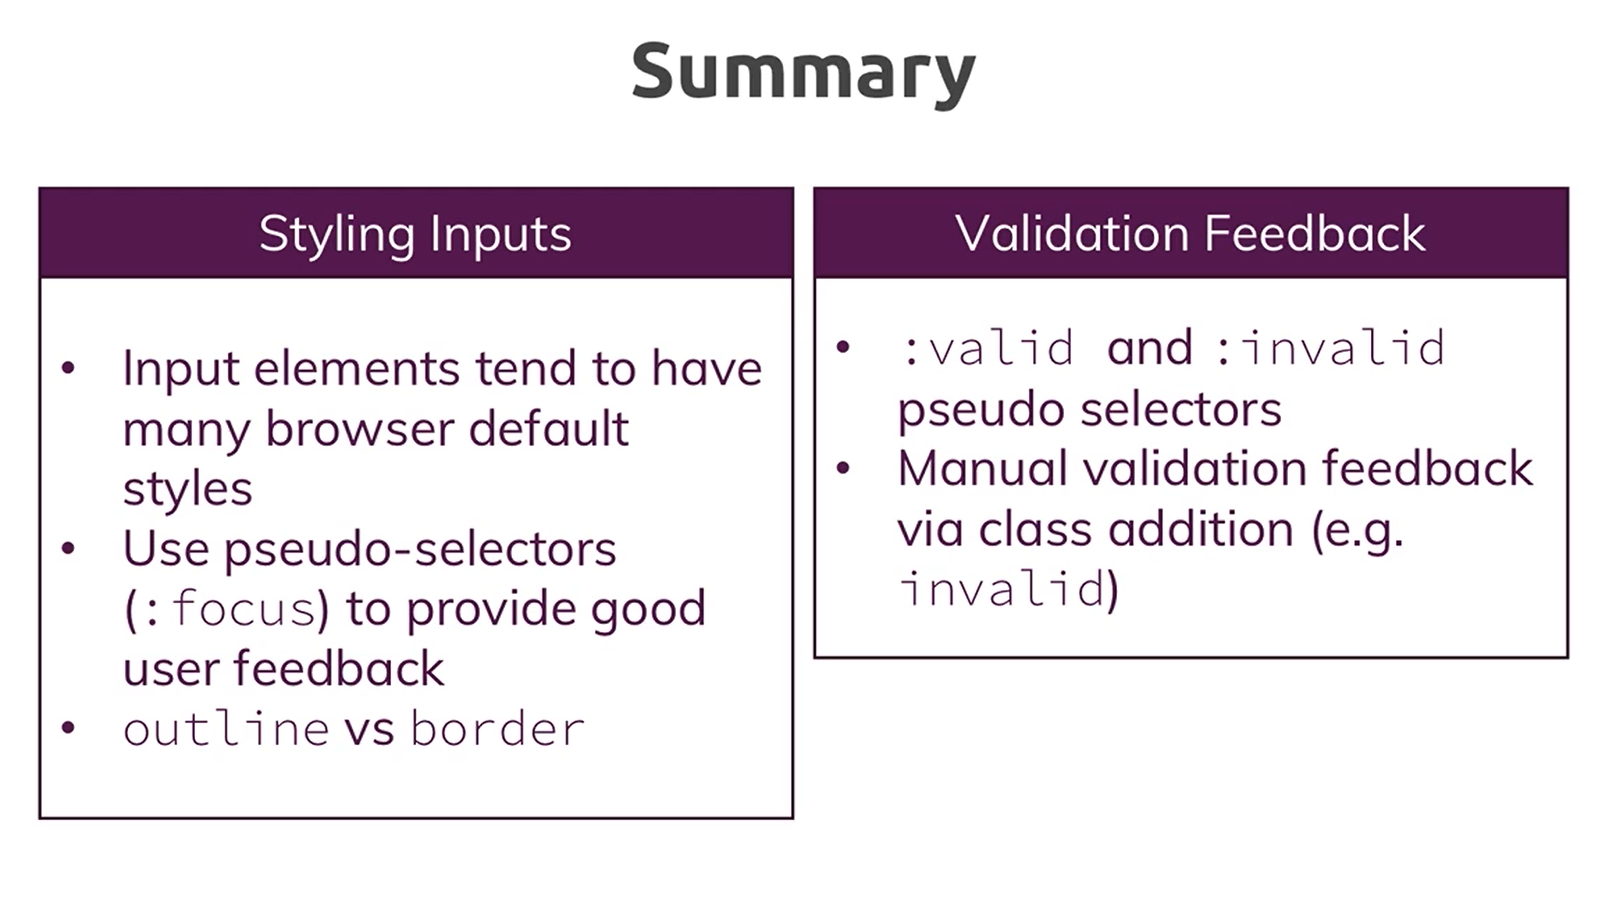 Summary
Styling Inputs
• Input elements tend to have
many browser default
styles
• Use pseudo-selectors
(:focus) to provide good
user feedback
• outline vs border
Validation Feedback
• :valid and :invalid
pseudo selectors
• Manual validation feedback
via class addition (e.g.
invalid)